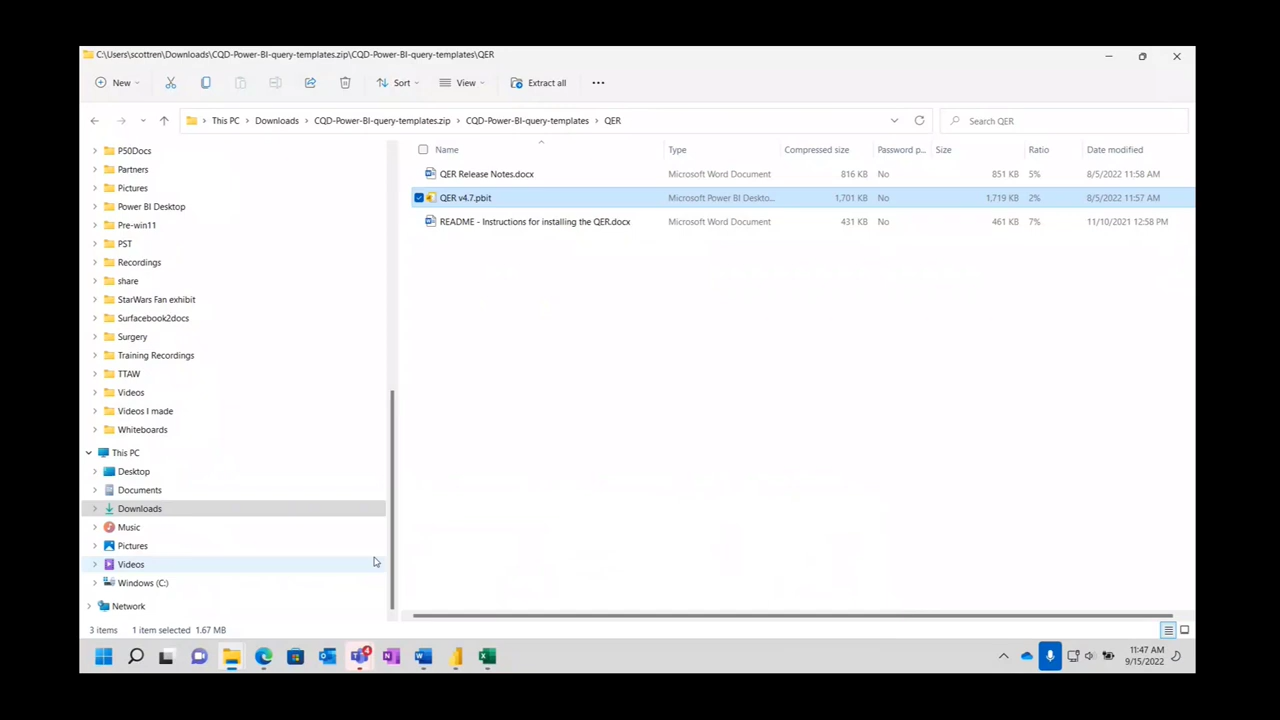 C:\Users\scottren\Downloads\CQD-Power-BI-query-templates.zip\CQD-Power-BI-query-templates\QER
New Sort View Extract all
This PC Downloads CQD-Power-BI-query-templates.zip CQD-Power-BI-query-templates QER Search QER
P50Docs
Partners
Pictures
Power BI Desktop
Pre-win11
PST
Recordings
share
StarWars Fan exhibit
Surfacebook2docs
Surgery
Training Recordings
TTAW
Videos
Videos I made
Whiteboards
This PC
Desktop
Documents
Downloads
Music
Pictures
Videos
Windows (C:)
Network
Name Type Compressed size Password p... Size Ratio Date modified
QER Release Notes.docx Microsoft Word Document 816 KB No 851 KB 5% 8/5/2022 11:58 AM
QER v4.7.pbit Microsoft Power BI Deskto... 1,701 KB No 1,719 KB 2% 8/5/2022 11:57 AM
README - Instructions for installing the QER.docx Microsoft Word Document 431 KB No 461 KB 7% 11/10/2021 12:58 PM
3 items 1 item selected 1.67 MB
4
11:47 AM
9/15/2022